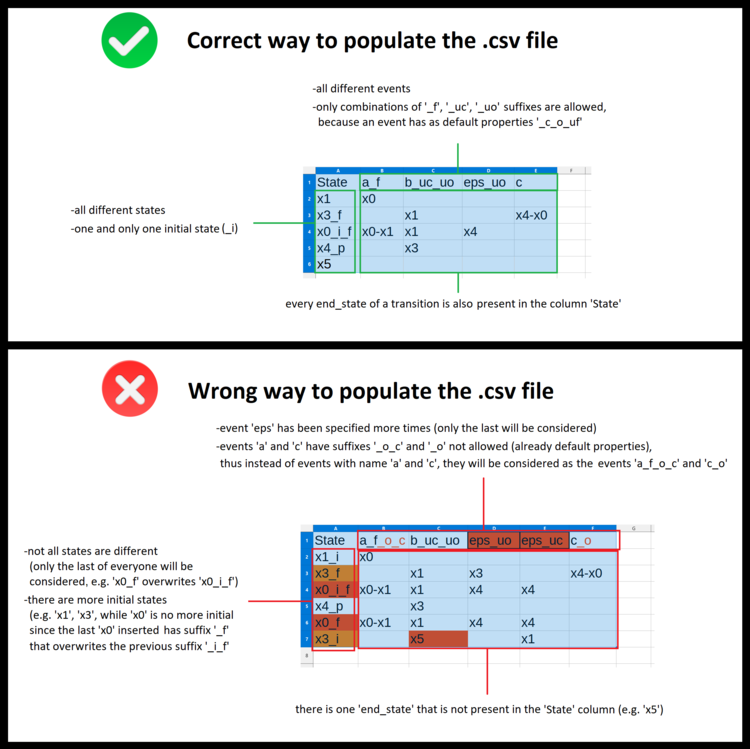 Correct way to populate the .csv file
-all different events
-only combinations of '_f', '_uc', '_uo' suffixes are allowed,
because an event has as default properties '_c_o_uf'
A B C D E F
1 State a_f b_uc_uo eps_uo c
2 x1 x0
3 x3_f x1 x4-x0
4 x0_i_f x0-x1 x1 x4
5 x4_p x3
6 x5
-all different states
-one and only one initial state (_i)
every end_state of a transition is also present in the column 'State'
Wrong way to populate the .csv file
-event 'eps' has been specified more times (only the last will be considered)
-events 'a' and 'c' have suffixes '_o_c' and '_o' not allowed (already default properties),
thus instead of events with name 'a' and 'c', they will be considered as the events 'a_f_o_c' and 'c_o'
A B C D E F G
1 State a_f_o_c b_uc_uo eps_uo eps_uc c_o
2 x1_i x0
3 x3_f x1 x3 x4-x0
4 x0_i_f x0-x1 x1 x4 x4
5 x4_p x3
6 x0_f x0-x1 x1 x4 x4
7 x3_i x5 x1
8
-not all states are different
(only the last of everyone will be
considered, e.g. 'x0_f' overwrites 'x0_i_f')
-there are more initial states
(e.g. 'x1', 'x3', while 'x0' is no more initial
since the last 'x0' inserted has suffix '_f'
that overwrites the previous suffix '_i_f'
there is one 'end_state' that is not present in the 'State' column (e.g. 'x5')